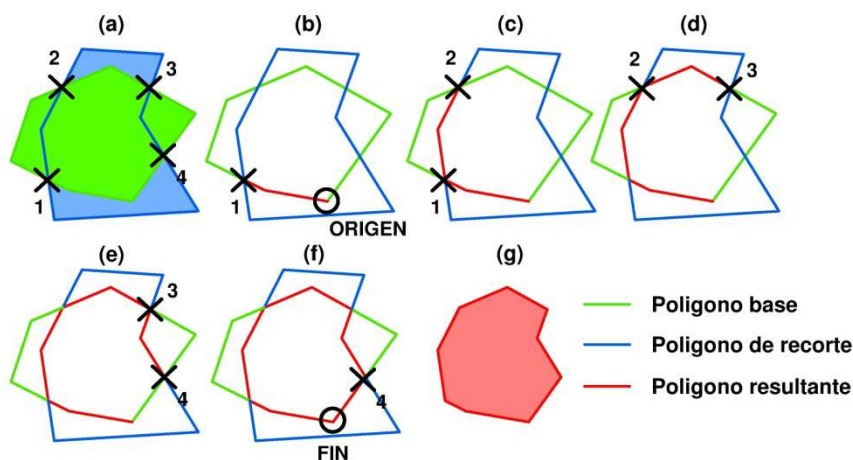 (a)
(b)
(c)
(d)
2
3
4
1
1
ORIGEN
2
1
2
3
(e)
(f)
(g)
3
4
4
FIN
Poligono base
Poligono de recorte
Poligono resultante